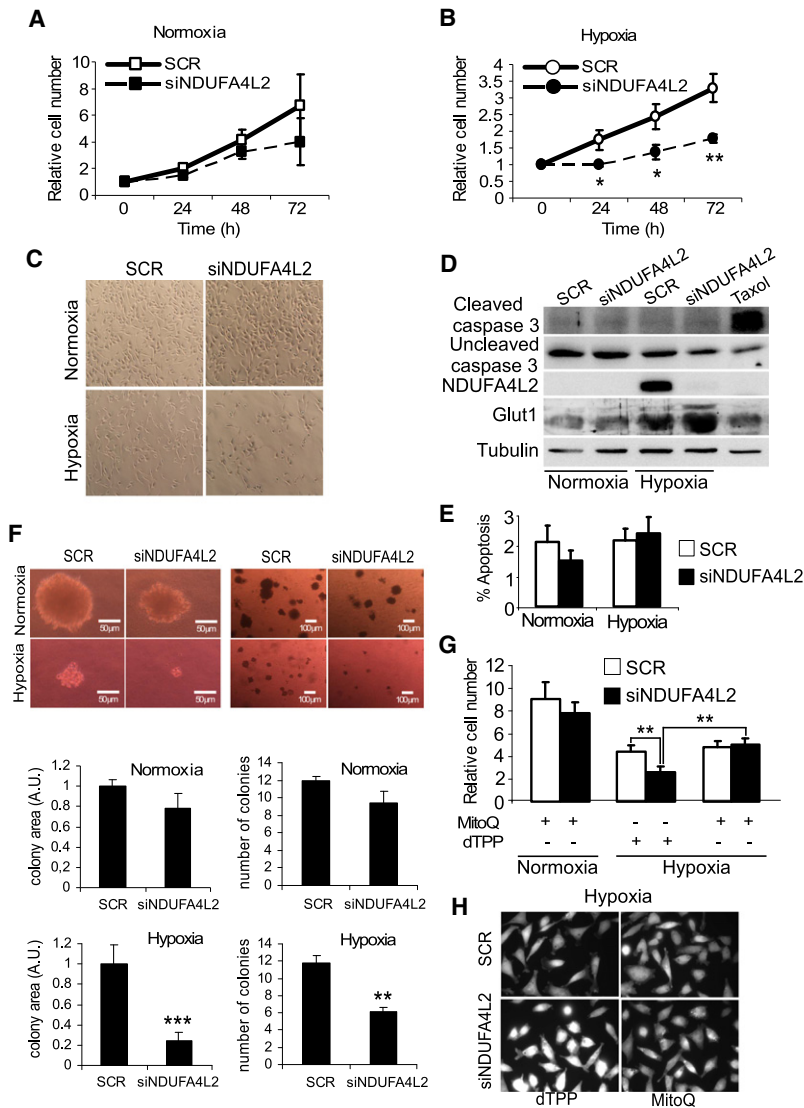 A
Normoxia
SCR
siNDUFA4L2
Relative cell number
10
8
6
4
2
0
0 24 48 72
Time (h)
B
Hypoxia
SCR
siNDUFA4L2
Relative cell number
4
3.5
3
2.5
2
1.5
1
0.5
* * **
0 24 48 72
Time (h)
C
SCR siNDUFA4L2
Normoxia
Hypoxia
D
SCR siNDUFA4L2 SCR siNDUFA4L2 Taxol
Cleaved
caspase 3
Uncleaved
caspase 3
NDUFA4L2
Glut1
Tubulin
Normoxia Hypoxia
E
% Apoptosis
3
2
1
0
Normoxia Hypoxia
SCR
siNDUFA4L2
F
SCR siNDUFA4L2 SCR siNDUFA4L2
Normoxia
50µm 50µm 100µm 100µm
Hypoxia
50µm 50µm 100µm 100µm
Normoxia
colony area (A.U.)
1.2
1
0.8
0.6
0.4
0,2
0
SCR siNDUFA4L2
Normoxia
number of colonies
14
12
10
8
6
4
2
0
SCR siNDUFA4L2
Hypoxia
colony area (A.U.)
1.2
1
0.8
0.6
0.4
0.2
0
***
SCR siNDUFA4L2
Hypoxia
number of colonies
14
12
10
8
6
4
2
0
**
SCR siNDUFA4L2
G
SCR
siNDUFA4L2
Relative cell number
12
10
8
6
4
2
0
** **
MitoQ + + - - + +
dTPP - - + + - -
Normoxia Hypoxia
H
Hypoxia
SCR
siNDUFA4L2
dTPP MitoQ